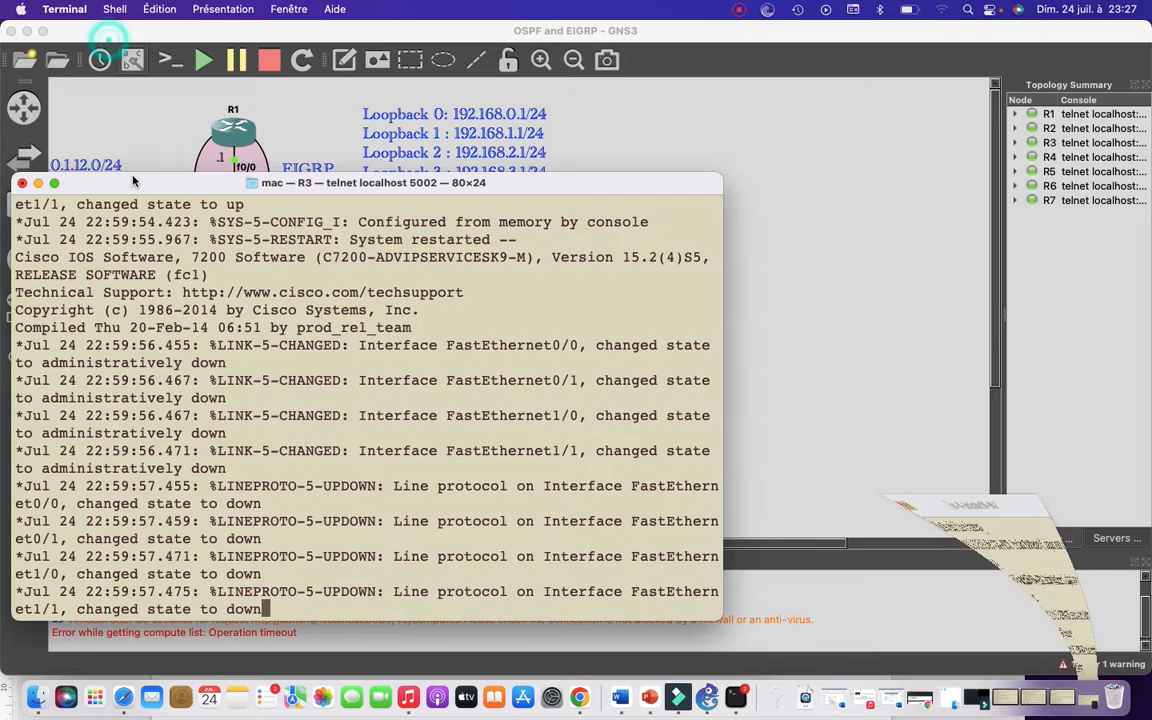 Terminal Shell Édition Présentation Fenêtre Aide Dim. 24 juil. à 23:27
OSPF and EIGRP - GNS3
R1
Loopback 0: 192.168.0.1/24
Loopback 1 : 192.168.1.1/24
Loopback 2 : 192.168.2.1/24
.1
0.1.12.0/24
f0/0
EIGRP
Topology Summary
Node Console
R1 telnet localhost:...
R2 telnet localhost:...
R3 telnet localhost:...
R4 telnet localhost:...
R5 telnet localhost:...
R6 telnet localhost:...
R7 telnet localhost:...
mac — R3 — telnet localhost 5002 — 80×24
et1/1, changed state to up
*Jul 24 22:59:54.423: %SYS-5-CONFIG_I: Configured from memory by console
*Jul 24 22:59:55.967: %SYS-5-RESTART: System restarted --
Cisco IOS Software, 7200 Software (C7200-ADVIPSERVICESK9-M), Version 15.2(4)S5,
RELEASE SOFTWARE (fc1)
Technical Support: http://www.cisco.com/techsupport
Copyright (c) 1986-2014 by Cisco Systems, Inc.
Compiled Thu 20-Feb-14 06:51 by prod_rel_team
*Jul 24 22:59:56.455: %LINK-5-CHANGED: Interface FastEthernet0/0, changed state
to administratively down
*Jul 24 22:59:56.467: %LINK-5-CHANGED: Interface FastEthernet0/1, changed state
to administratively down
*Jul 24 22:59:56.467: %LINK-5-CHANGED: Interface FastEthernet1/0, changed state
to administratively down
*Jul 24 22:59:56.471: %LINK-5-CHANGED: Interface FastEthernet1/1, changed state
to administratively down
*Jul 24 22:59:57.455: %LINEPROTO-5-UPDOWN: Line protocol on Interface FastEthern
et0/0, changed state to down
*Jul 24 22:59:57.459: %LINEPROTO-5-UPDOWN: Line protocol on Interface FastEthern
et0/1, changed state to down
*Jul 24 22:59:57.471: %LINEPROTO-5-UPDOWN: Line protocol on Interface FastEthern
et1/0, changed state to down
*Jul 24 22:59:57.475: %LINEPROTO-5-UPDOWN: Line protocol on Interface FastEthern
et1/1, changed state to down
Servers ...
firewall or an anti-virus.
Error while getting compute list: Operation timeout
1 warning